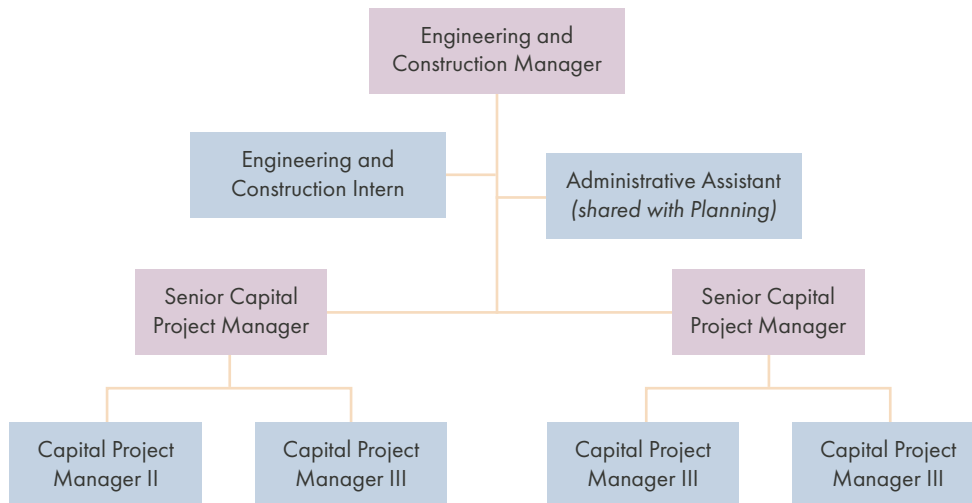 Engineering and
Construction Manager
Engineering and
Construction Intern
Administrative Assistant
(shared with Planning)
Senior Capital
Project Manager
Senior Capital
Project Manager
Capital Project
Manager II
Capital Project
Manager III
Capital Project
Manager III
Capital Project
Manager III